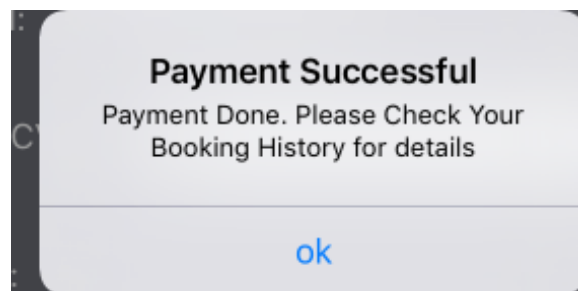 Payment Successful
Payment Done. Please Check Your
Booking History for details
ok